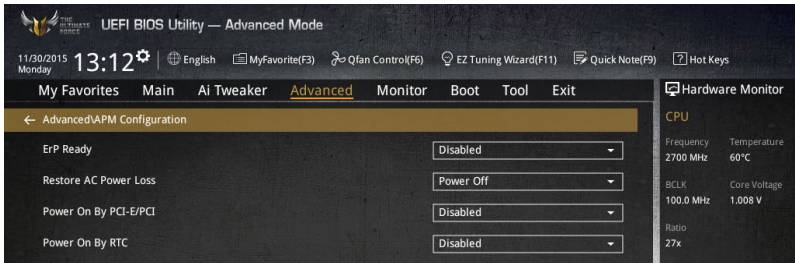 THE ULTIMATE FORCE
UEFI BIOS Utility — Advanced Mode
11/30/2015
Monday
13:12
English
MyFavorite(F3)
Qfan Control(F6)
EZ Tuning Wizard(F11)
Quick Note(F9)
? Hot Keys
My Favorites
Main
Ai Tweaker
Advanced
Monitor
Boot
Tool
Exit
← Advanced\APM Configuration
ErP Ready
Disabled
Restore AC Power Loss
Power Off
Power On By PCI-E/PCI
Disabled
Power On By RTC
Disabled
Hardware Monitor
CPU
Frequency
Temperature
2700 MHz
60°C
BCLK
Core Voltage
100.0 MHz
1.008 V
Ratio
27x